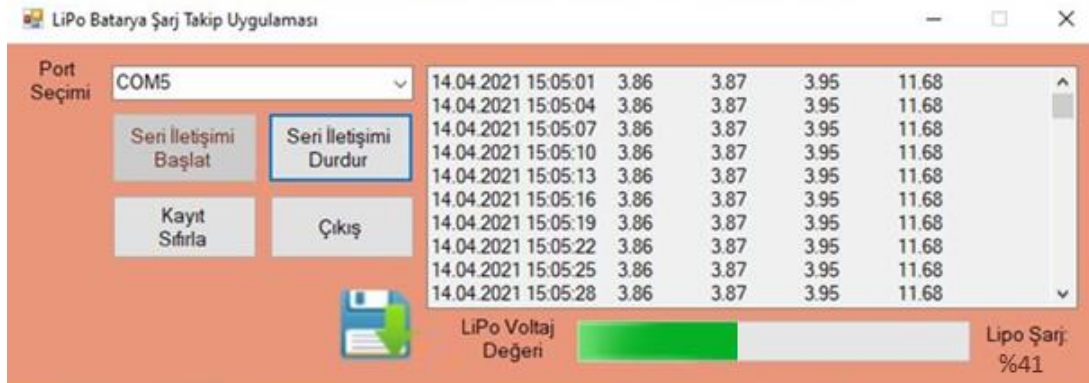 LiPo Batarya Şarj Takip Uygulaması
Port
Seçimi
COM5
Seri İletişimi
Başlat
Seri İletişimi
Durdur
Kayıt
Sıfırla
Çıkış
14.04.2021 15:05:01 3.86 3.87 3.95 11.68
14.04.2021 15:05:04 3.86 3.87 3.95 11.68
14.04.2021 15:05:07 3.86 3.87 3.95 11.68
14.04.2021 15:05:10 3.86 3.87 3.95 11.68
14.04.2021 15:05:13 3.86 3.87 3.95 11.68
14.04.2021 15:05:16 3.86 3.87 3.95 11.68
14.04.2021 15:05:19 3.86 3.87 3.95 11.68
14.04.2021 15:05:22 3.86 3.87 3.95 11.68
14.04.2021 15:05:25 3.86 3.87 3.95 11.68
14.04.2021 15:05:28 3.86 3.87 3.95 11.68
LiPo Voltaj
Değeri
Lipo Şarj:
%41